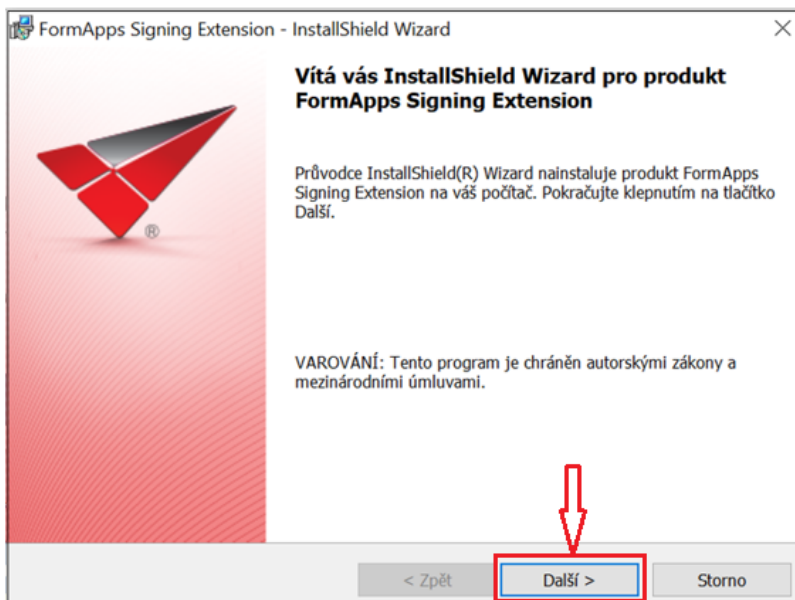 FormApps Signing Extension - InstallShield Wizard
Vítá vás InstallShield Wizard pro produkt
FormApps Signing Extension
Průvodce InstallShield(R) Wizard nainstaluje produkt FormApps
Signing Extension na váš počítač. Pokračujte klepnutím na tlačítko
Další.
®
VAROVÁNÍ: Tento program je chráněn autorskými zákony a
mezinárodními úmluvami.
< Zpět Další > Storno